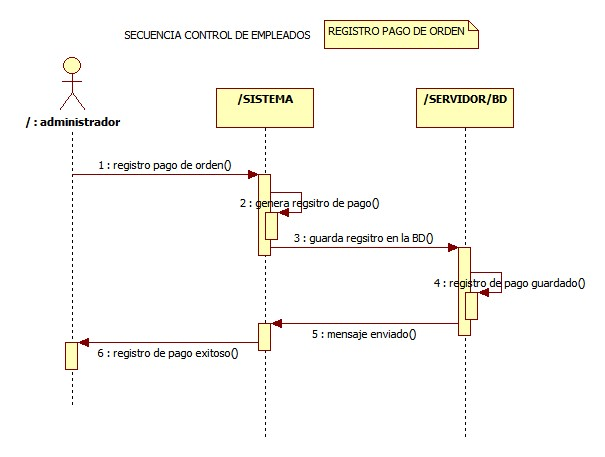 SECUENCIA CONTROL DE EMPLEADOS
REGISTRO PAGO DE ORDEN
/ : administrador
/SISTEMA
/SERVIDOR/BD
1 : registro pago de orden()
2 : genera regsitro de pago()
3 : guarda regsitro en la BD()
4 : registro de pago guardado()
5 : mensaje enviado()
6 : registro de pago exitoso()